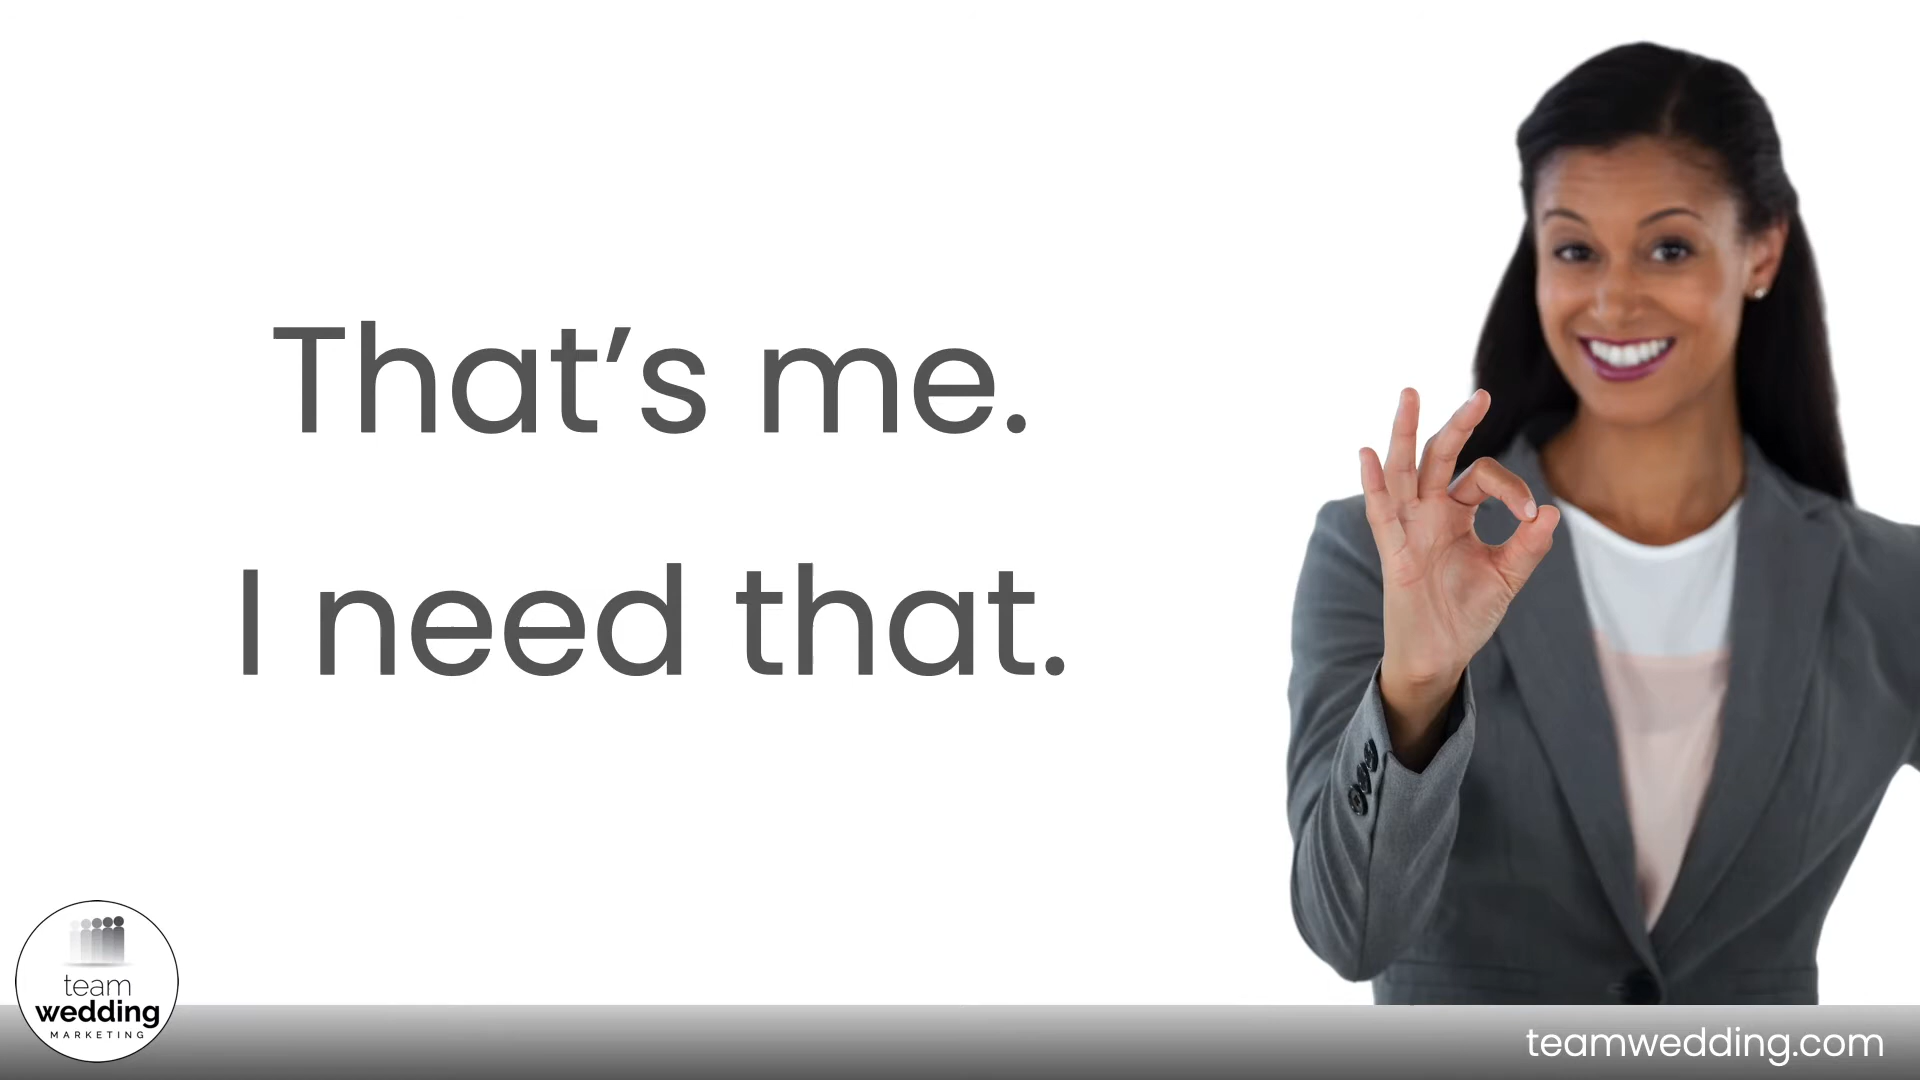 That’s me.
I need that.
team
wedding
MARKETING
teamwedding.com